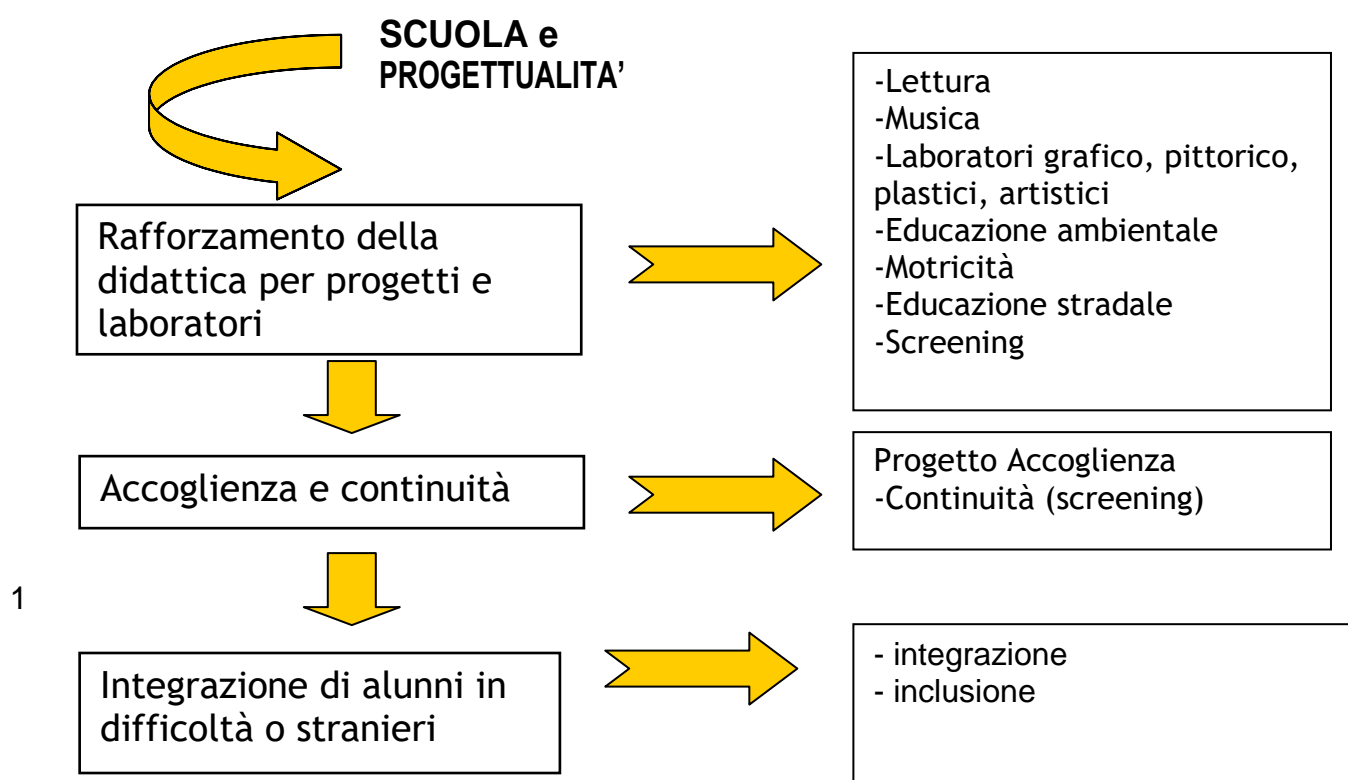 SCUOLA e
PROGETTUALITA’
-Lettura
-Musica
-Laboratori grafico, pittorico,
plastici, artistici
-Educazione ambientale
-Motricità
-Educazione stradale
-Screening
Rafforzamento della
didattica per progetti e
laboratori
Accoglienza e continuità
Progetto Accoglienza
-Continuità (screening)
1
Integrazione di alunni in
difficoltà o stranieri
- integrazione
- inclusione